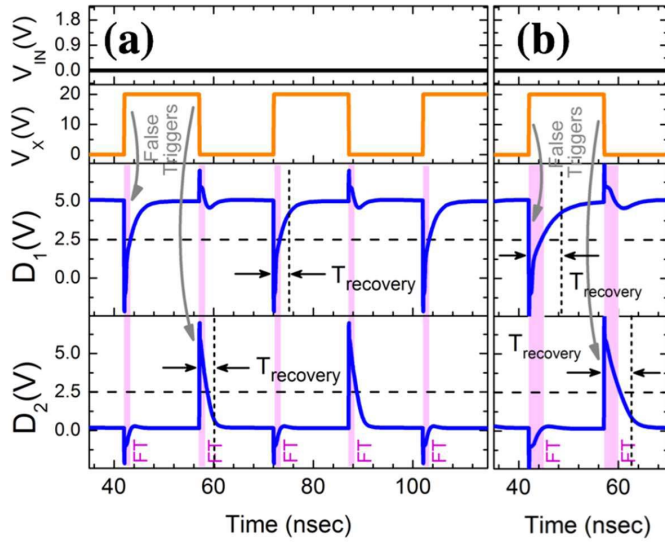 (a)
(b)
V_IN(V)
1.8
0.9
0.0
V_X(V)
20
10
0
False
Triggers
False
Triggers
D_1(V)
5.0
2.5
0.0
T_recovery
T_recovery
D_2(V)
5.0
2.5
0.0
T_recovery
T_recovery
FT
FT
FT
FT
FT
FT
40
60
80
100
40
60
Time (nsec)
Time (nsec)